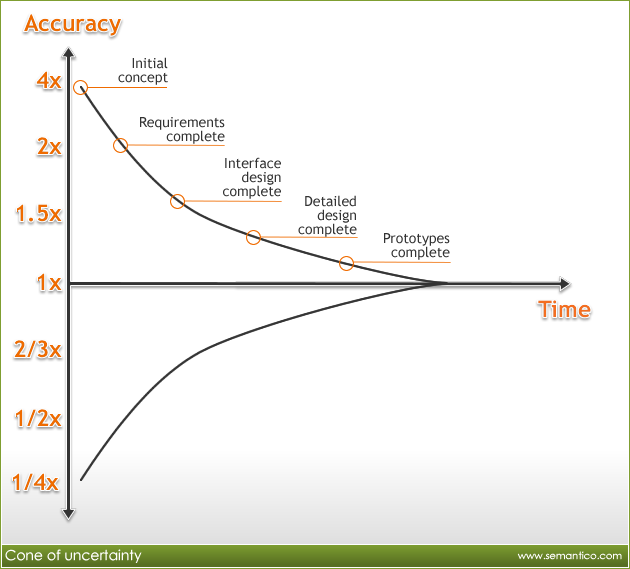 Accuracy
4x
Initial
concept
2x
Requirements
complete
Interface
design
complete
1.5x
Detailed
design
complete
Prototypes
complete
1x
Time
2/3x
1/2x
1/4x
Cone of uncertainty
www.semantico.com